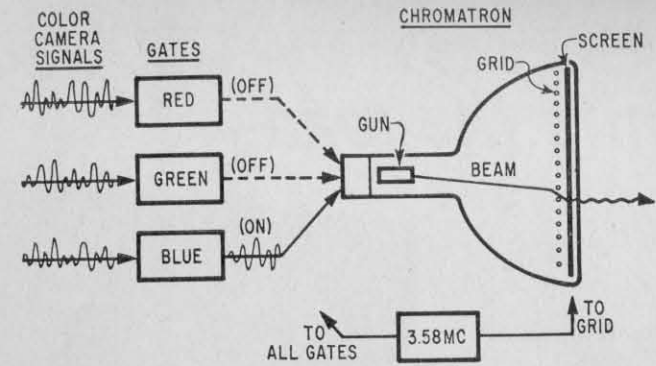 COLOR
CAMERA
SIGNALS
GATES
CHROMATRON
SCREEN
GRID
(OFF)
RED
GUN
(OFF)
GREEN
BEAM
(ON)
BLUE
TO
ALL GATES
3.58MC
TO
GRID